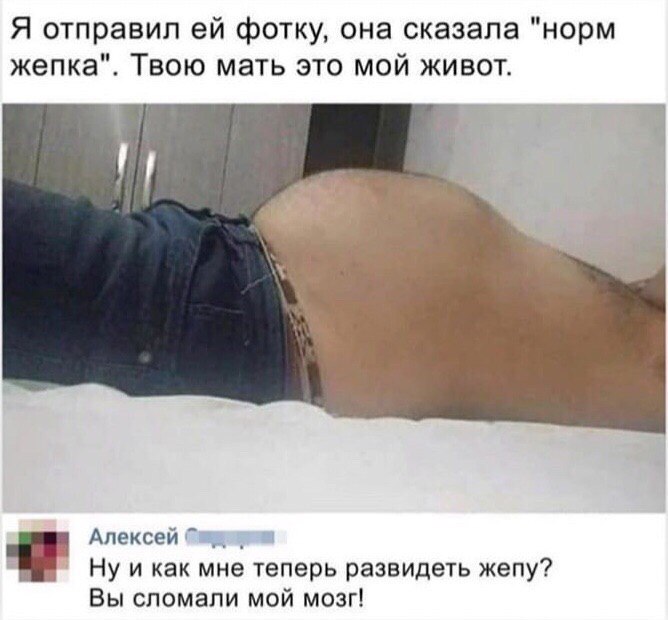 Я отправил ей фотку, она сказала "норм
жепка". Твою мать это мой живот.
Алексей
Ну и как мне теперь развидеть жепу?
Вы сломали мой мозг!